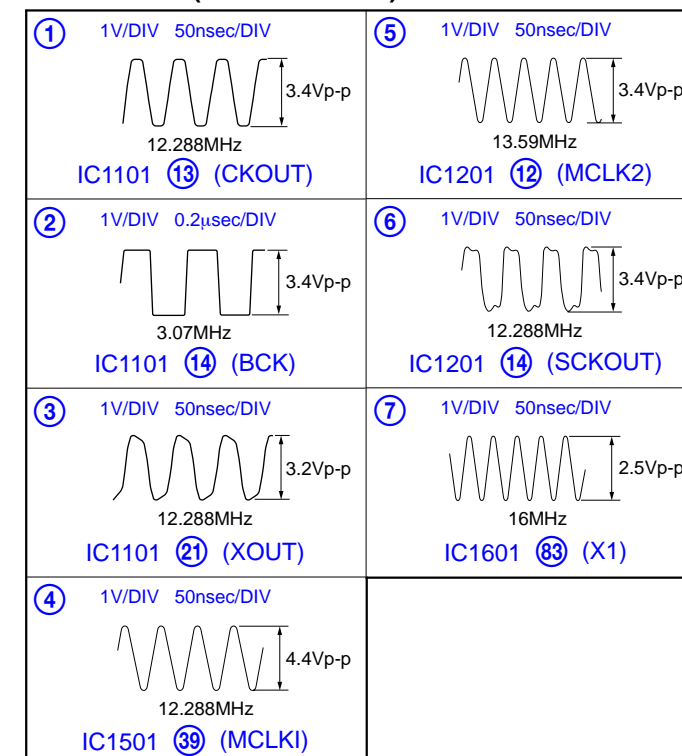 ① 1V/DIV 50nsec/DIV
3.4Vp-p
12.288MHz
IC1101 ⑬ (CKOUT)
② 1V/DIV 0.2μsec/DIV
3.4Vp-p
3.07MHz
IC1101 ⑭ (BCK)
③ 1V/DIV 50nsec/DIV
3.2Vp-p
12.288MHz
IC1101 ㉑ (XOUT)
④ 1V/DIV 50nsec/DIV
4.4Vp-p
12.288MHz
IC1501 ㊴ (MCLKI)
⑤ 1V/DIV 50nsec/DIV
3.4Vp-p
13.59MHz
IC1201 ⑫ (MCLK2)
⑥ 1V/DIV 50nsec/DIV
3.4Vp-p
12.288MHz
IC1201 ⑭ (SCKOUT)
⑦ 1V/DIV 50nsec/DIV
2.5Vp-p
16MHz
IC1601 83 (X1)